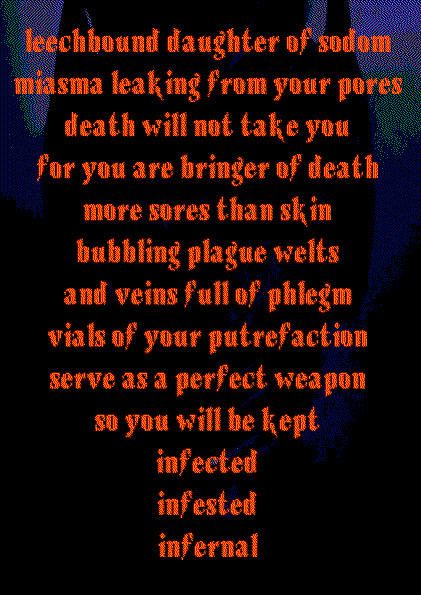 leechbound daughter of sodom
miasma leaking from your pores
death will not take you
for you are bringer of death
more sores than skin
bubbling plague welts
and veins full of phlegm
vials of your putrefaction
serve as a perfect weapon
so you will be kept
infected
infested
infernal